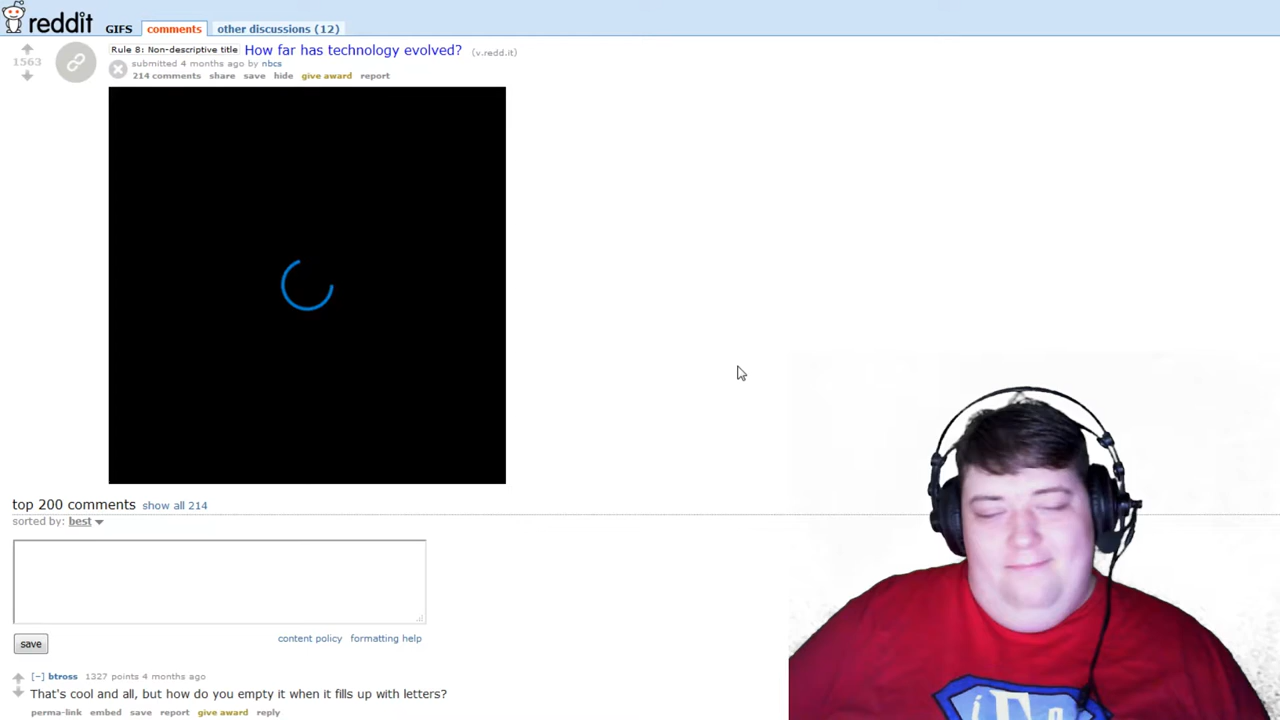 reddit GIFS comments other discussions (12)
Rule 8: Non-descriptive title How far has technology evolved? (v.redd.it)
1563
submitted 4 months ago by nbcs
214 comments share save hide give award report
top 200 comments show all 214
sorted by: best
content policy formatting help
save
[–] btross 1327 points 4 months ago
That's cool and all, but how do you empty it when it fills up with letters?
perma-link embed save report give award reply